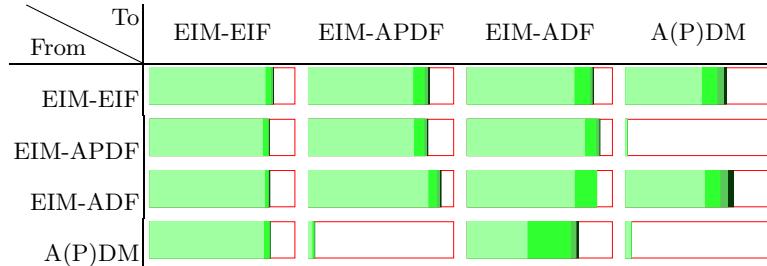 To
From
EIM-EIF EIM-APDF EIM-ADF A(P)DM
EIM-EIF
EIM-APDF
EIM-ADF
A(P)DM